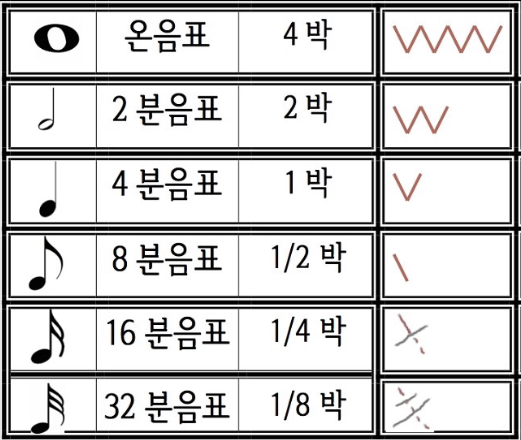 온음표 4 박
2 분음표 2 박
4 분음표 1 박
8 분음표 1/2 박
16 분음표 1/4 박
32 분음표 1/8 박